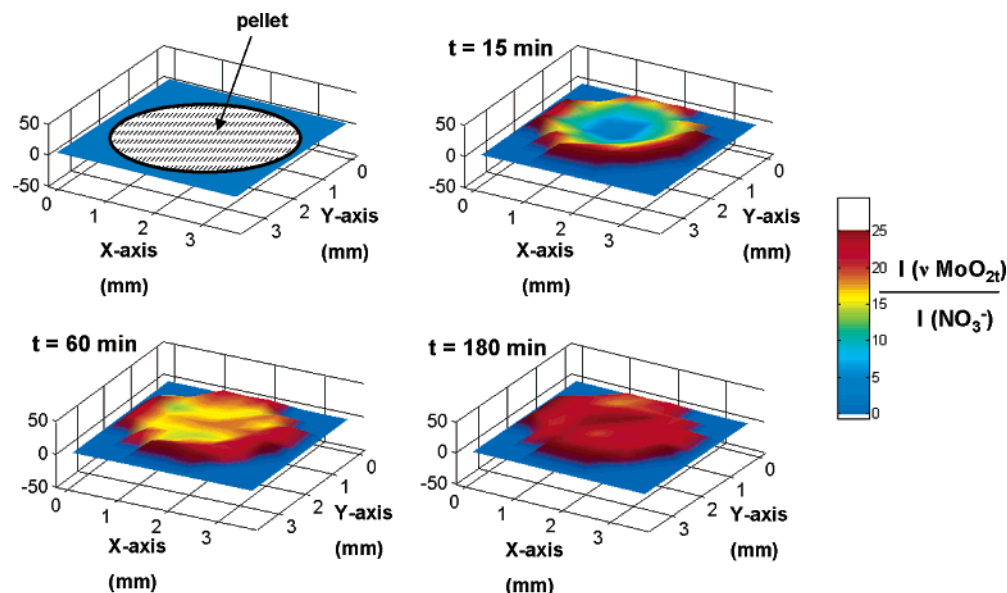 pellet
50
0
-50
0
1
2
3
X-axis
(mm)
3
2
1
0
Y-axis
(mm)
t = 15 min
50
0
-50
0
1
2
3
X-axis
(mm)
3
2
1
0
Y-axis
(mm)
25
20
15
10
5
0
I (ν MoO2t)
I (NO3-)
t = 60 min
50
0
-50
0
1
2
3
X-axis
(mm)
3
2
1
0
Y-axis
(mm)
t = 180 min
50
0
-50
0
1
2
3
X-axis
(mm)
3
2
1
0
Y-axis
(mm)